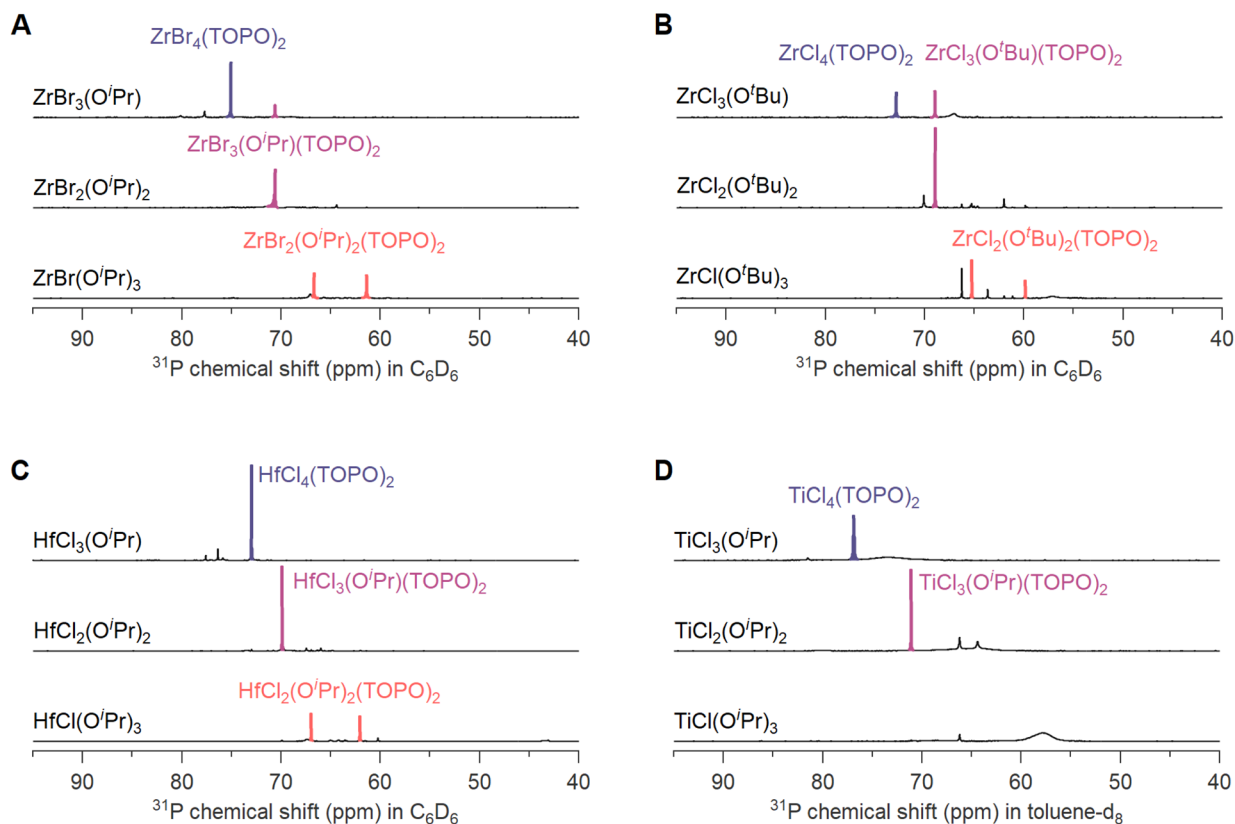 A
ZrBr₄(TOPO)₂
ZrBr₃(OⁱPr)
ZrBr₃(OⁱPr)(TOPO)₂
ZrBr₂(OⁱPr)₂
ZrBr₂(OⁱPr)₂(TOPO)₂
ZrBr(OⁱPr)₃
90 80 70 60 50 40
³¹P chemical shift (ppm) in C₆D₆
B
ZrCl₄(TOPO)₂ ZrCl₃(OᵗBu)(TOPO)₂
ZrCl₃(OᵗBu)
ZrCl₂(OᵗBu)₂
ZrCl₂(OᵗBu)₂(TOPO)₂
ZrCl(OᵗBu)₃
90 80 70 60 50 40
³¹P chemical shift (ppm) in C₆D₆
C
HfCl₄(TOPO)₂
HfCl₃(OⁱPr)
HfCl₃(OⁱPr)(TOPO)₂
HfCl₂(OⁱPr)₂
HfCl₂(OⁱPr)₂(TOPO)₂
HfCl(OⁱPr)₃
90 80 70 60 50 40
³¹P chemical shift (ppm) in C₆D₆
D
TiCl₄(TOPO)₂
TiCl₃(OⁱPr)
TiCl₃(OⁱPr)(TOPO)₂
TiCl₂(OⁱPr)₂
TiCl(OⁱPr)₃
90 80 70 60 50 40
³¹P chemical shift (ppm) in toluene-d₈